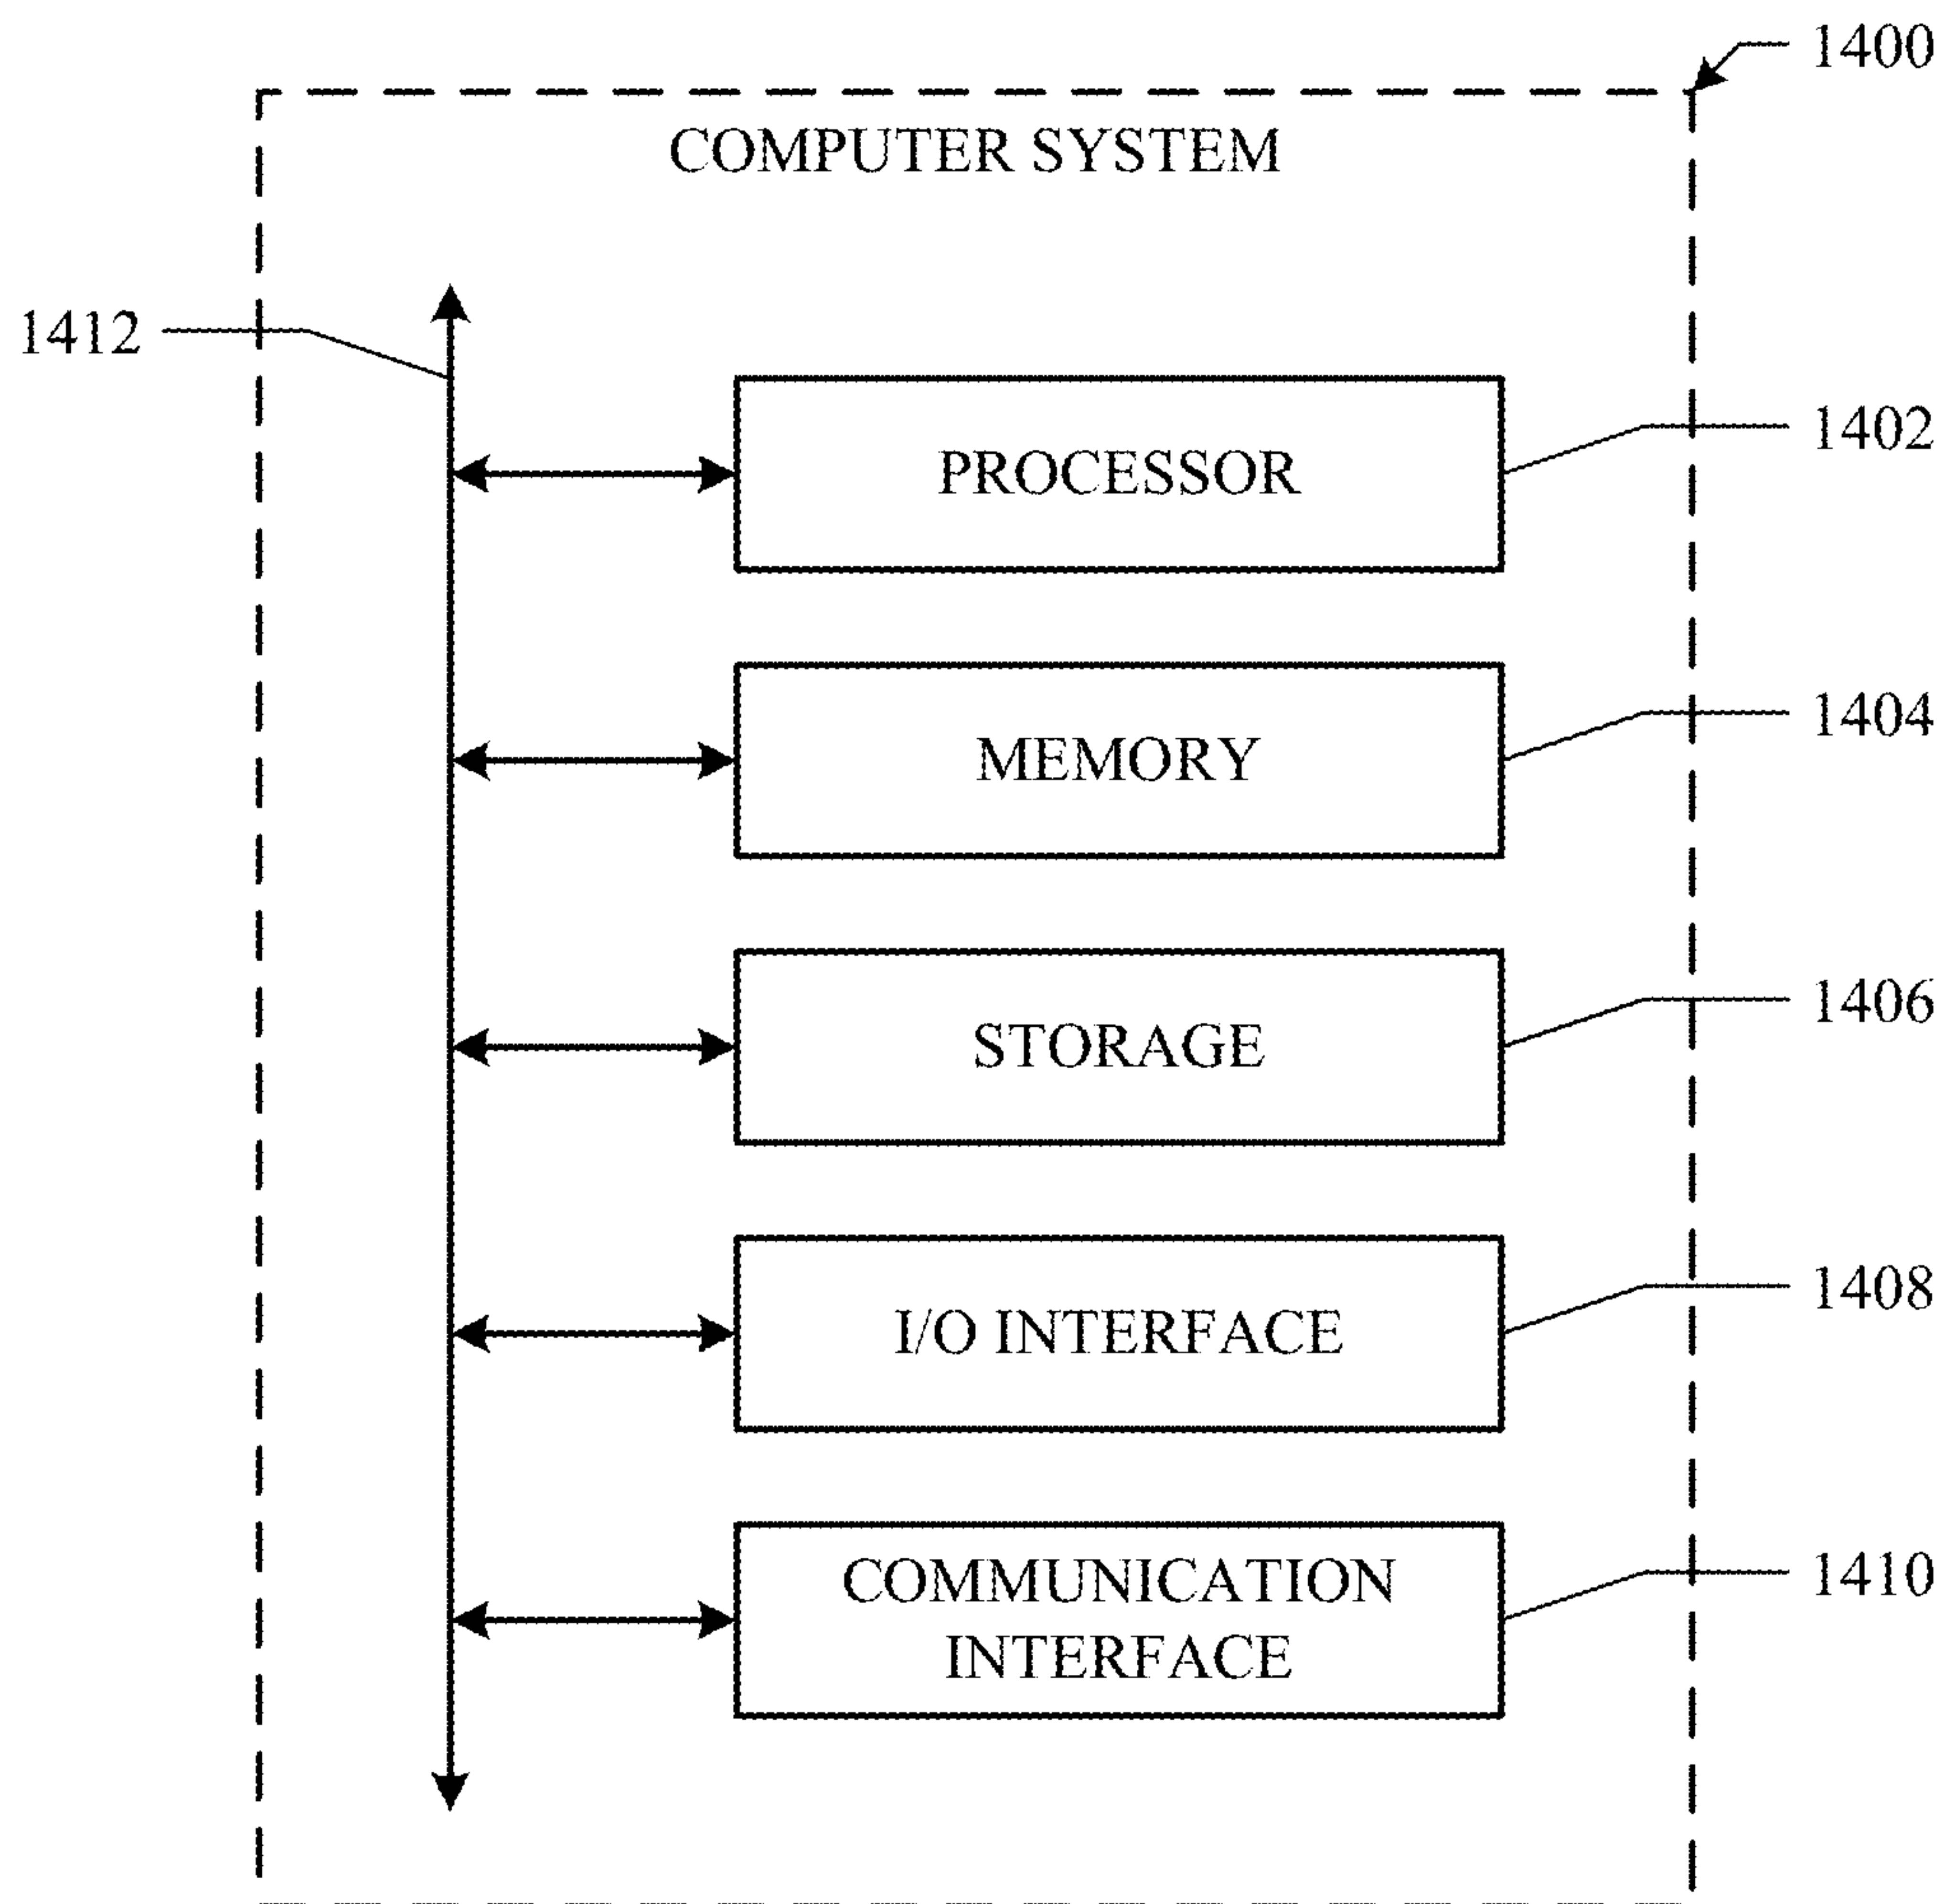 1400
COMPUTER SYSTEM
1412
PROCESSOR
1402
MEMORY
1404
STORAGE
1406
I/O INTERFACE
1408
COMMUNICATION
INTERFACE
1410